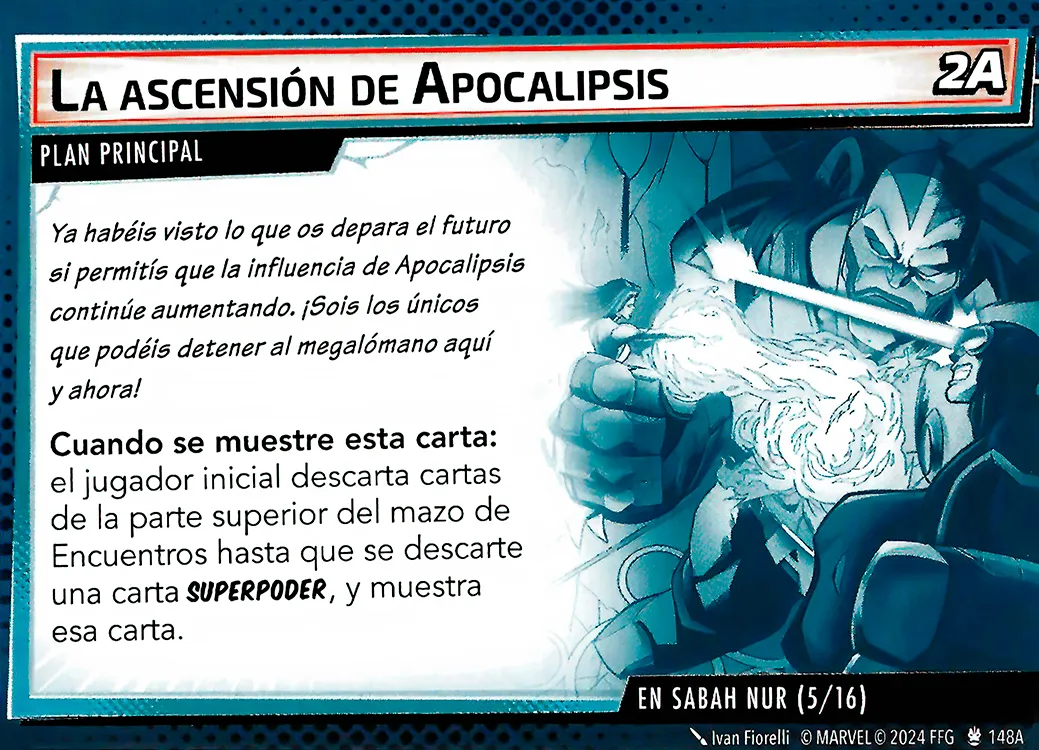 La ascensión de Apocalipsis
2A
PLAN PRINCIPAL
Ya habéis visto lo que os depara el futuro
si permitís que la influencia de Apocalipsis
continúe aumentando. ¡Sois los únicos
que podéis detener al megalómano aquí
y ahora!
Cuando se muestre esta carta:
el jugador inicial descarta cartas
de la parte superior del mazo de
Encuentros hasta que se descarte
una carta SUPERPODER, y muestra
esa carta.
EN SABAH NUR (5/16)
Ivan Fiorelli © MARVEL © 2024 FFG 148A